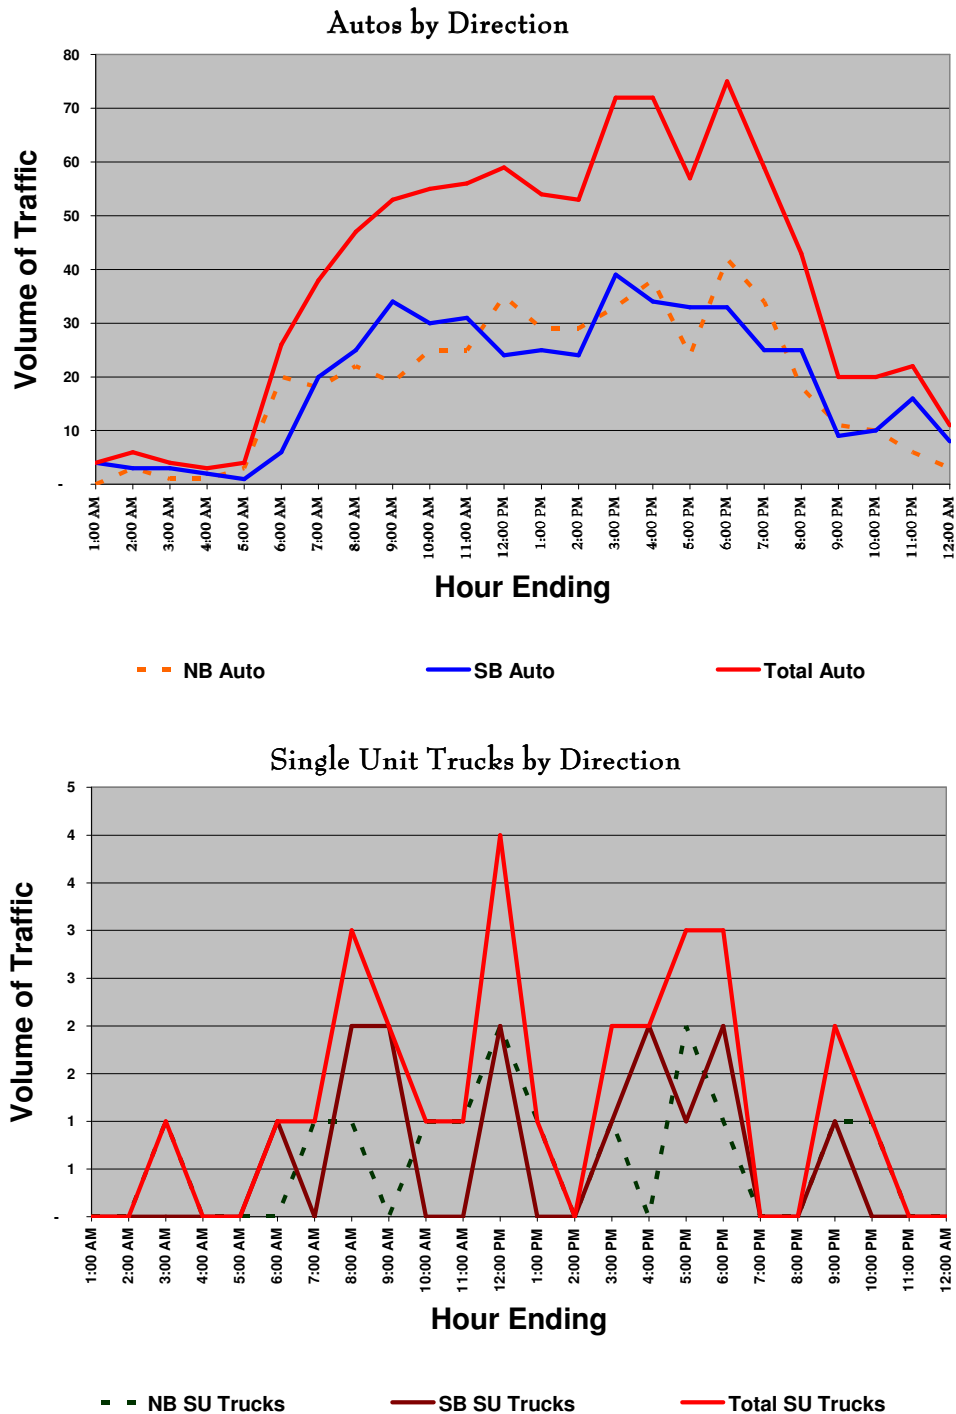 Autos by Direction
80
70
60
50
40
30
20
10
-
Volume of Traffic
1:00 AM
2:00 AM
3:00 AM
4:00 AM
5:00 AM
6:00 AM
7:00 AM
8:00 AM
9:00 AM
10:00 AM
11:00 AM
12:00 PM
1:00 PM
2:00 PM
3:00 PM
4:00 PM
5:00 PM
6:00 PM
7:00 PM
8:00 PM
9:00 PM
10:00 PM
11:00 PM
12:00 AM
Hour Ending
NB Auto
SB Auto
Total Auto
Single Unit Trucks by Direction
5
4
4
3
3
2
2
1
1
-
Volume of Traffic
1:00 AM
2:00 AM
3:00 AM
4:00 AM
5:00 AM
6:00 AM
7:00 AM
8:00 AM
9:00 AM
10:00 AM
11:00 AM
12:00 PM
1:00 PM
2:00 PM
3:00 PM
4:00 PM
5:00 PM
6:00 PM
7:00 PM
8:00 PM
9:00 PM
10:00 PM
11:00 PM
12:00 AM
Hour Ending
NB SU Trucks
SB SU Trucks
Total SU Trucks